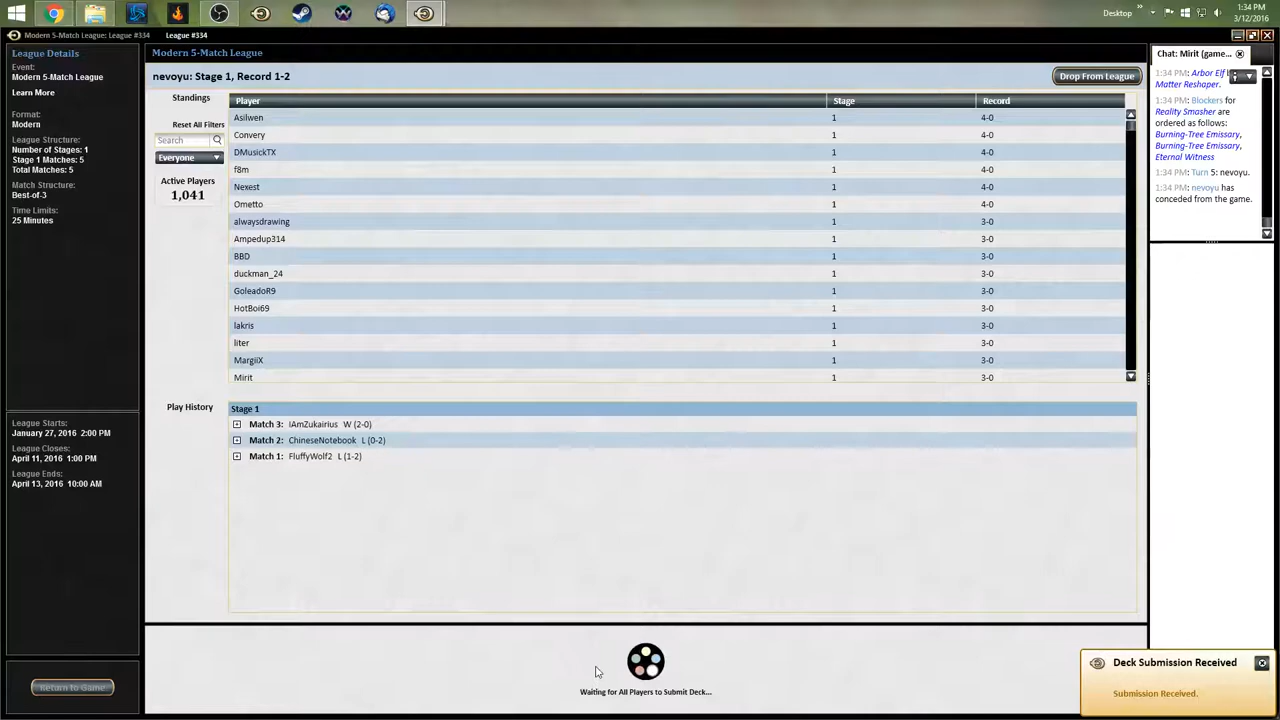 Desktop
1:34 PM
3/12/2016
Modern 5-Match League: League #334
League #334
League Details
Event:
Modern 5-Match League
Learn More
Format:
Modern
League Structure:
Number of Stages: 1
Stage 1 Matches: 5
Total Matches: 5
Match Structure:
Best-of-3
Time Limits:
25 Minutes
League Starts:
January 27, 2016 2:00 PM
League Closes:
April 11, 2016 1:00 PM
League Ends:
April 13, 2016 10:00 AM
Return to Game
Modern 5-Match League
nevoyu: Stage 1, Record 1-2
Drop From League
Standings
Reset All Filters
Search
Everyone
Active Players
1,041
Player Stage Record
Asilwen 1 4-0
Convery 1 4-0
DMusickTX 1 4-0
f8m 1 4-0
Nexest 1 4-0
Ometto 1 4-0
alwaysdrawing 1 3-0
Ampedup314 1 3-0
BBD 1 3-0
duckman_24 1 3-0
GoleadoR9 1 3-0
HotBoi69 1 3-0
lakris 1 3-0
liter 1 3-0
MargiiX 1 3-0
Mirit 1 3-0
Play History
Stage 1
Match 3: IAmZukairius W (2-0)
Match 2: ChineseNotebook L (0-2)
Match 1: FluffyWolf2 L (1-2)
Waiting for All Players to Submit Deck...
Chat: Mirit (game...
1:34 PM: Arbor Elf
Matter Reshaper.
1:34 PM: Blockers for
Reality Smasher are
ordered as follows:
Burning-Tree Emissary,
Burning-Tree Emissary,
Eternal Witness
1:34 PM: Turn 5: nevoyu.
1:34 PM: nevoyu has
conceded from the game.
Deck Submission Received
Submission Received.